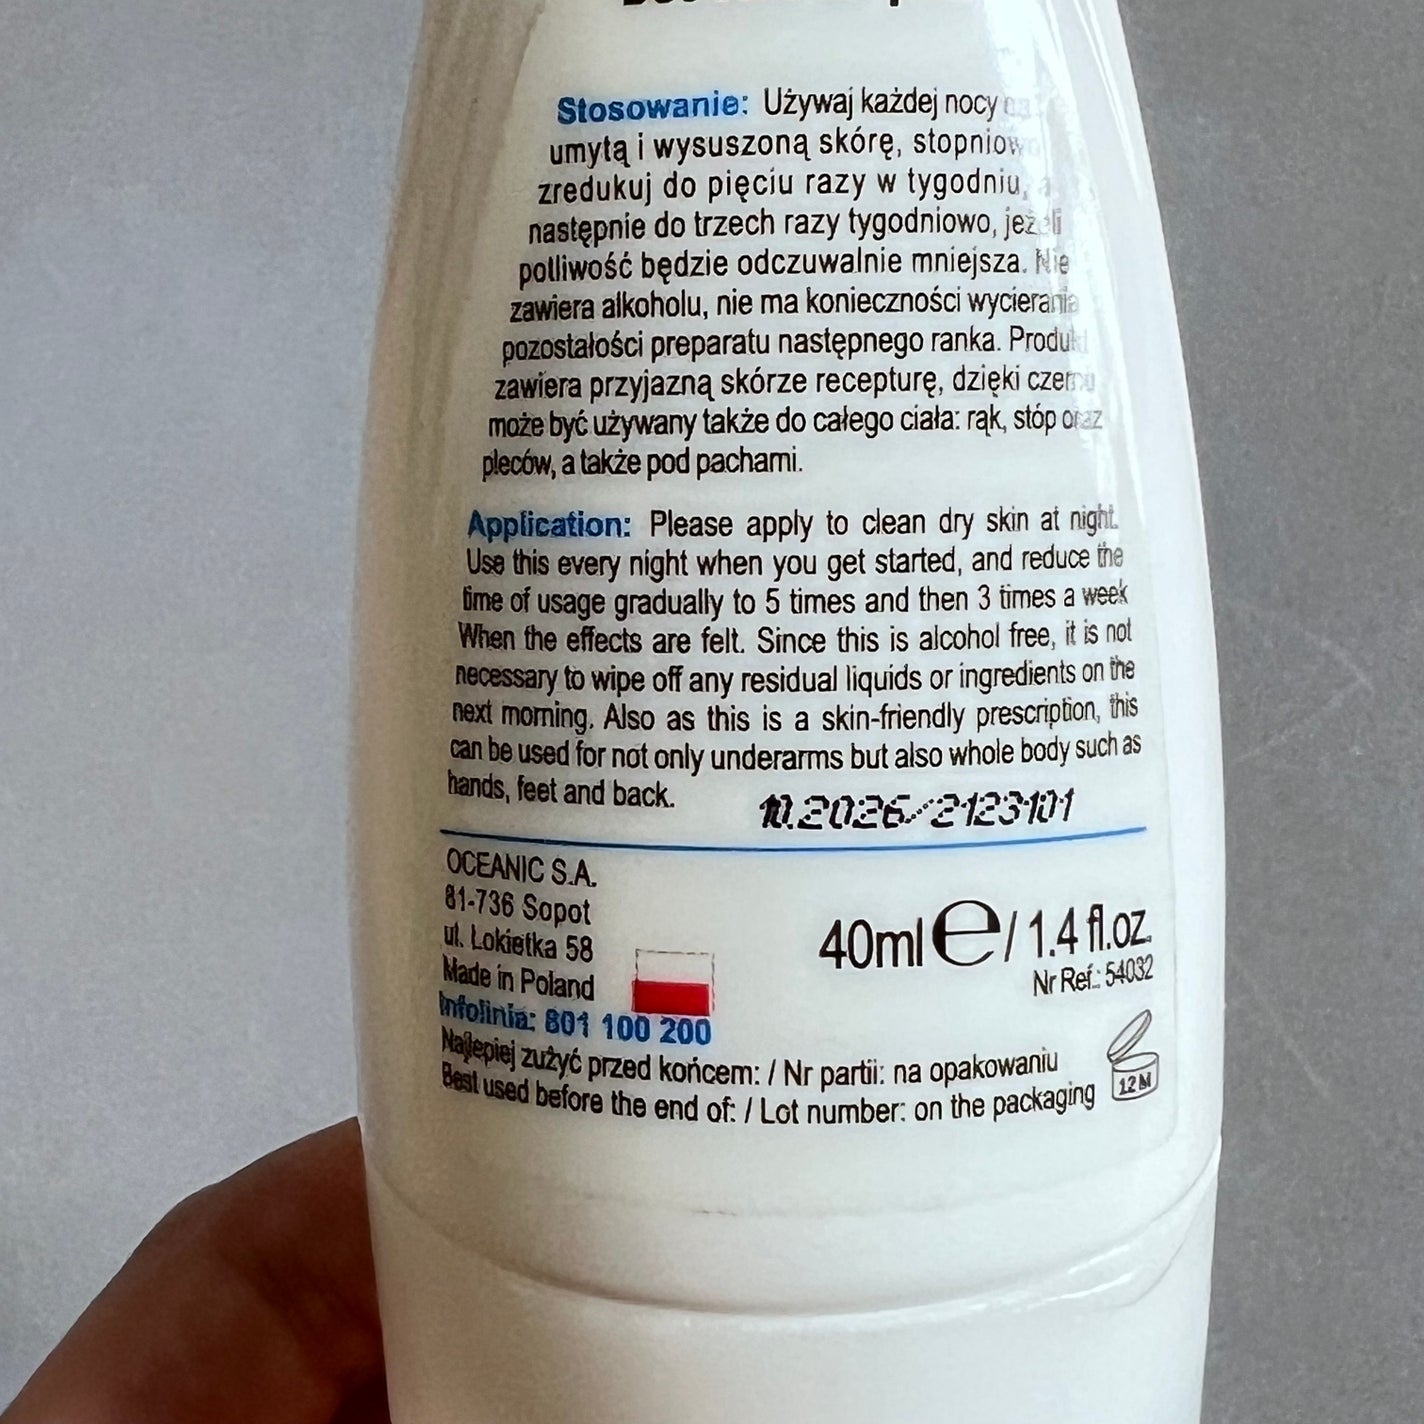 Stosowanie: Używaj każdej nocy na
umytą i wysuszoną skórę, stopniowo
zredukuj do pięciu razy w tygodniu, a
następnie do trzech razy tygodniowo, jeżeli
potliwość będzie odczuwalnie mniejsza. Nie
zawiera alkoholu, nie ma konieczności wycierania
pozostałości preparatu następnego ranka. Produkt
zawiera przyjazną skórze recepturę, dzięki czemu
może być używany także do całego ciała: rąk, stóp oraz
pleców, a także pod pachami.
Application: Please apply to clean dry skin at night.
Use this every night when you get started, and reduce the
time of usage gradually to 5 times and then 3 times a week
When the effects are felt. Since this is alcohol free, it is not
necessary to wipe off any residual liquids or ingredients on the
next morning. Also as this is a skin-friendly prescription, this
can be used for not only underarms but also whole body such as
hands, feet and back.
10.2026/2123101
OCEANIC S.A.
81-736 Sopot
ul. Łokietka 58
Made in Poland
Infolinia: 801 100 200
40ml e / 1.4 fl.oz.
Nr Ref.: 54032
Najlepiej zużyć przed końcem: / Nr partii: na opakowaniu
Best used before the end of: / Lot number: on the packaging
12M